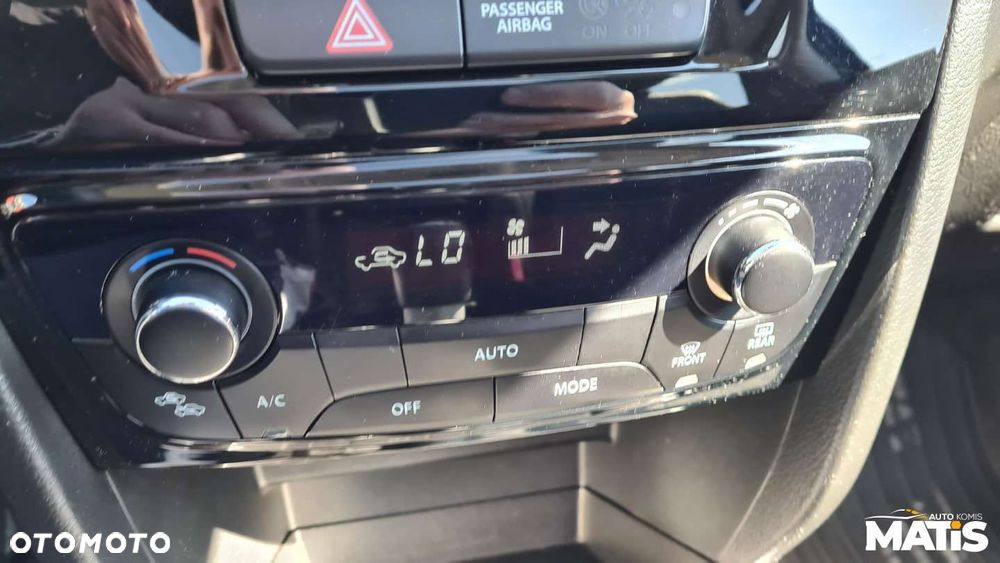 PASSENGER
AIRBAG
ON OFF
LO
AUTO
FRONT
REAR
A/C
OFF
MODE
OTOMOTO
AUTO KOMIS
MATIS